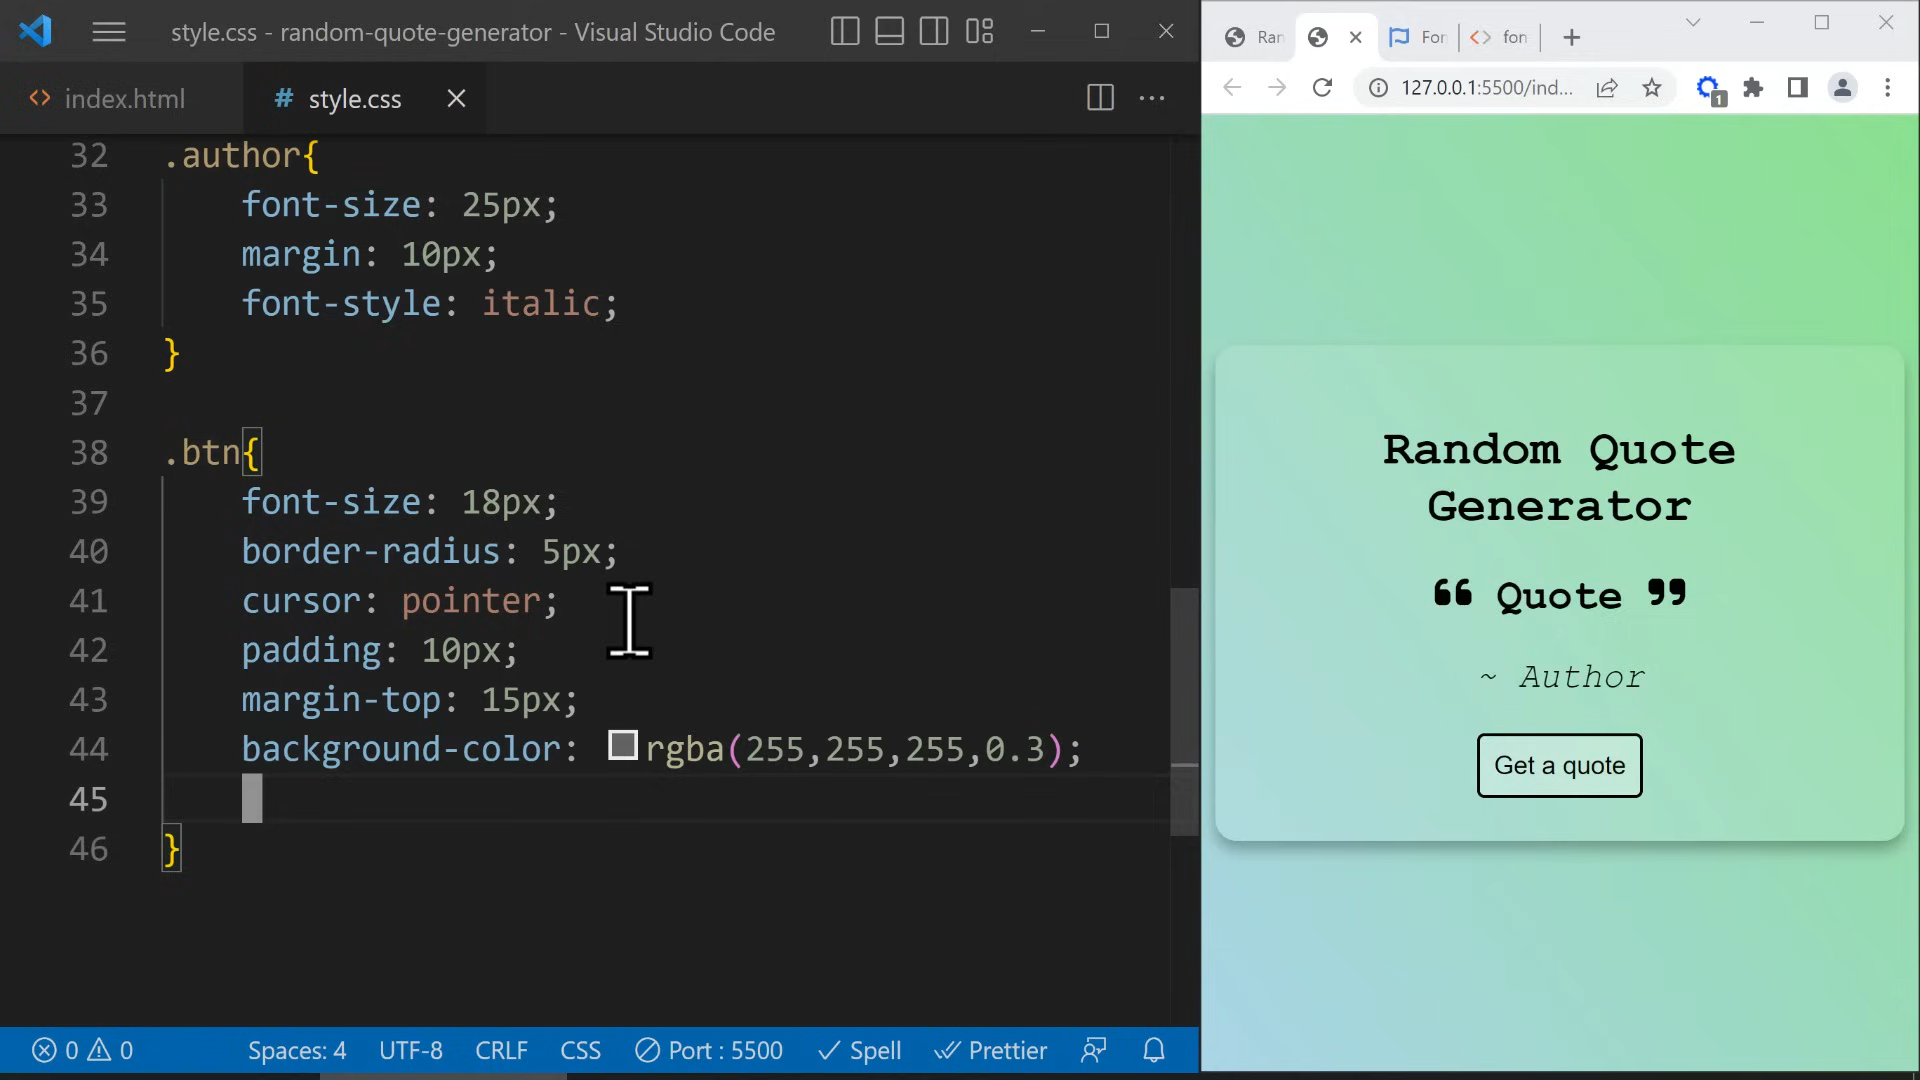 style.css - random-quote-generator - Visual Studio Code
index.html
# style.css
32 .author{
33 font-size: 25px;
34 margin: 10px;
35 font-style: italic;
36 }
37
38 .btn{
39 font-size: 18px;
40 border-radius: 5px;
41 cursor: pointer;
42 padding: 10px;
43 margin-top: 15px;
44 background-color: rgba(255,255,255,0.3);
45
46 }
0 0 Spaces: 4 UTF-8 CRLF CSS Port : 5500 Spell Prettier
Ran For fon
127.0.0.1:5500/ind...
1
Random Quote
Generator
“ Quote ”
~ Author
Get a quote